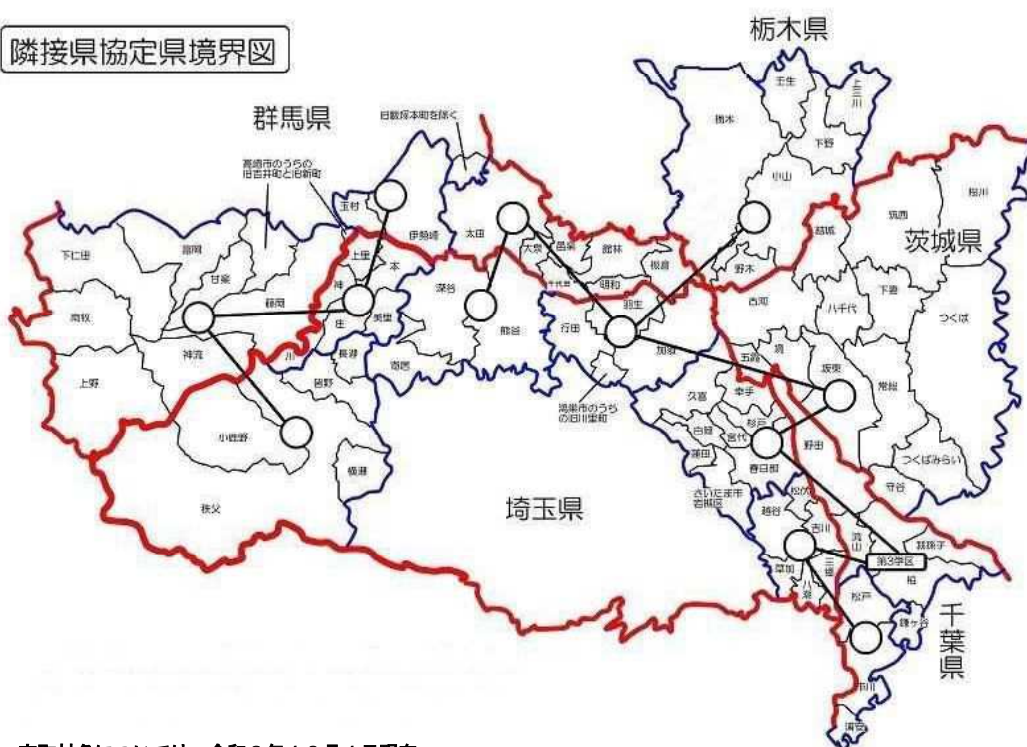 隣接県協定県境界図
栃木県
群馬県
旧藪塚本町を除く
高崎市のうちの
旧吉井町と旧新町
壬生
上三川
栃木
下野
小山
桜川
筑西
茨城県
結城
玉村
伊勢崎
太田
大泉
邑楽
館林
板倉
千代田
明和
野木
古河
八千代
下妻
つくば
下仁田
富岡
甘楽
藤岡
南牧
神流
上野
上里
本
神
庄
美里
川
深谷
熊谷
行田
羽生
加須
寄居
長瀞
皆野
小鹿野
横瀬
秩父
鴻巣市のうち
の旧川里町
五霞
境
坂東
常総
久喜
幸手
杉戸
白岡
宮代
蓮田
春日部
野田
つくばみらい
守谷
さいたま市
岩槻区
松伏
越谷
吉川
流山
我孫子
第3学区
埼玉県
草加
八潮
三郷
松戸
柏
鎌ヶ谷
千葉県
市川
浦安